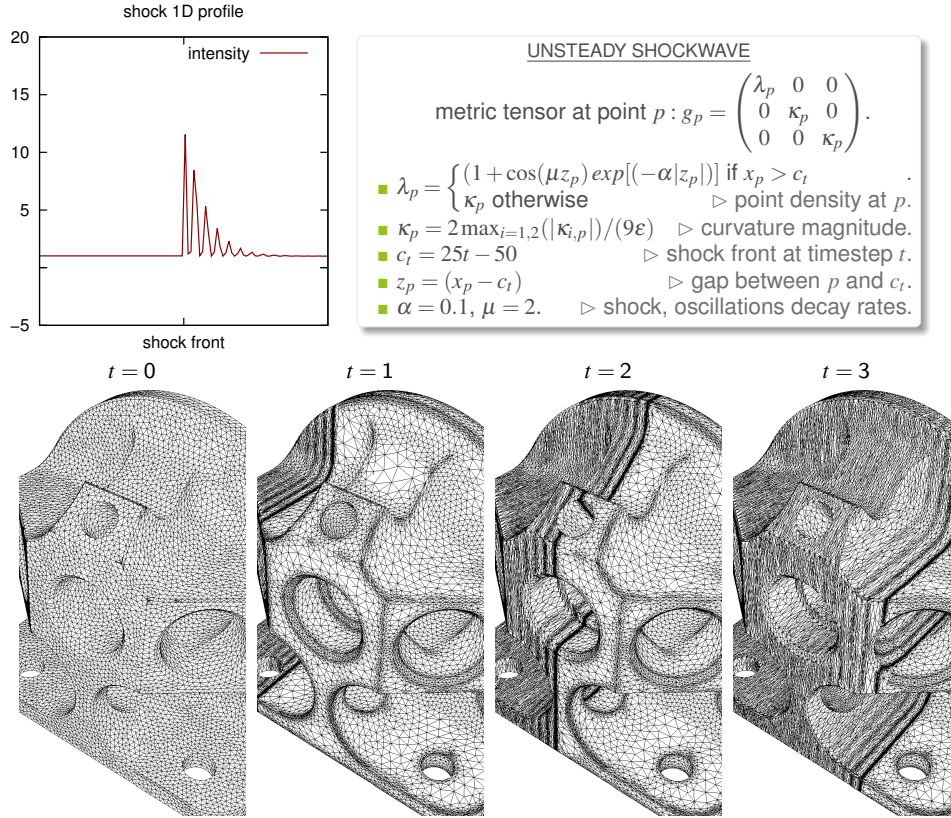 shock 1D profile
20
15
10
5
−5
intensity
shock front
UNSTEADY SHOCKWAVE
metric tensor at point p : g_p = (λ_p 0 0
0 κ_p 0
0 0 κ_p).
λ_p = { (1 + cos(μz_p) exp[(−α|z_p|)] if x_p > c_t .
κ_p otherwise ▷ point density at p.
κ_p = 2 max_{i=1,2}(|κ_{i,p}|)/(9ε) ▷ curvature magnitude.
c_t = 25t − 50 ▷ shock front at timestep t.
z_p = (x_p − c_t) ▷ gap between p and c_t.
α = 0.1, μ = 2. ▷ shock, oscillations decay rates.
t = 0 t = 1 t = 2 t = 3